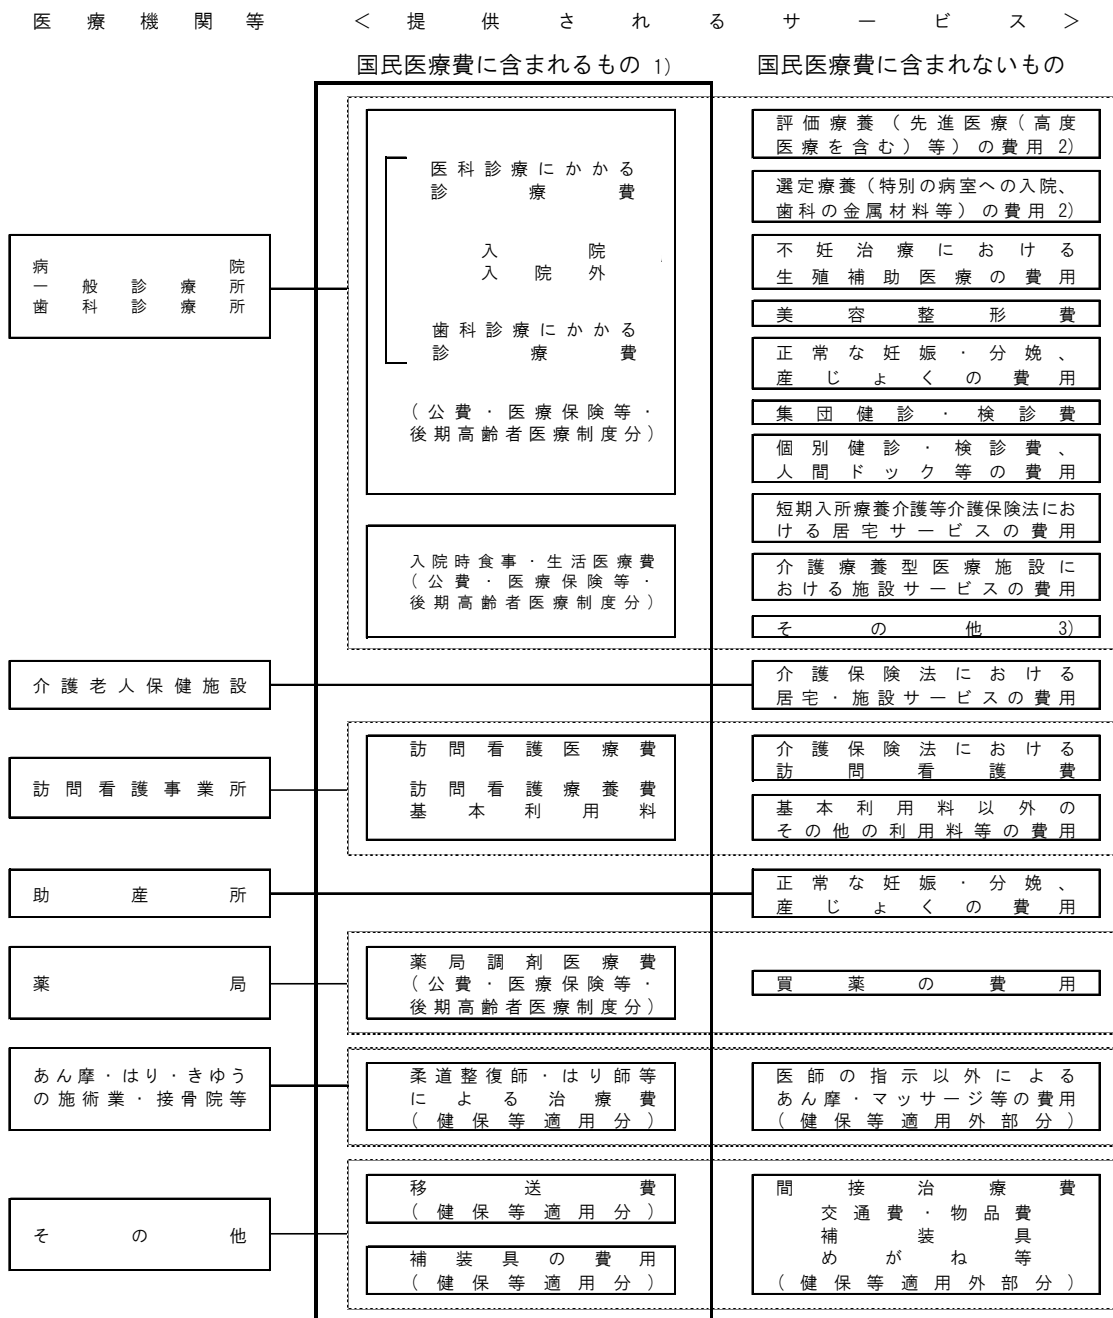 医療機関等 ＜提供されるサービス＞
国民医療費に含まれるもの 1) 国民医療費に含まれないもの
病院
一般診療所
歯科診療所
医科診療にかかる
診療費
入院
入院外
歯科診療にかかる
診療費
(公費・医療保険等・
後期高齢者医療制度分)
入院時食事・生活医療費
(公費・医療保険等・
後期高齢者医療制度分)
評価療養(先進医療(高度
医療を含む)等)の費用 2)
選定療養(特別の病室への入院、
歯科の金属材料等)の費用 2)
不妊治療における
生殖補助医療の費用
美容整形費
正常な妊娠・分娩、
産じょくの費用
集団健診・検診費
個別健診・検診費、
人間ドック等の費用
短期入所療養介護等介護保険法にお
ける居宅サービスの費用
介護療養型医療施設に
おける施設サービスの費用
その他 3)
介護老人保健施設
介護保険法における
居宅・施設サービスの費用
訪問看護事業所
訪問看護医療費
訪問看護療養費
基本利用料
介護保険法における
訪問看護費
基本利用料以外の
その他の利用料等の費用
助産所
正常な妊娠・分娩、
産じょくの費用
薬局
薬局調剤医療費
(公費・医療保険等・
後期高齢者医療制度分)
買薬の費用
あん摩・はり・きゆう
の施術業・接骨院等
柔道整復師・はり師等
による治療費
(健保等適用分)
医師の指示以外による
あん摩・マッサージ等の費用
(健保等適用外部分)
その他
移送費
(健保等適用分)
補装具の費用
(健保等適用分)
間接治療費
交通費・物品費
補装具
めがね等
(健保等適用外部分)